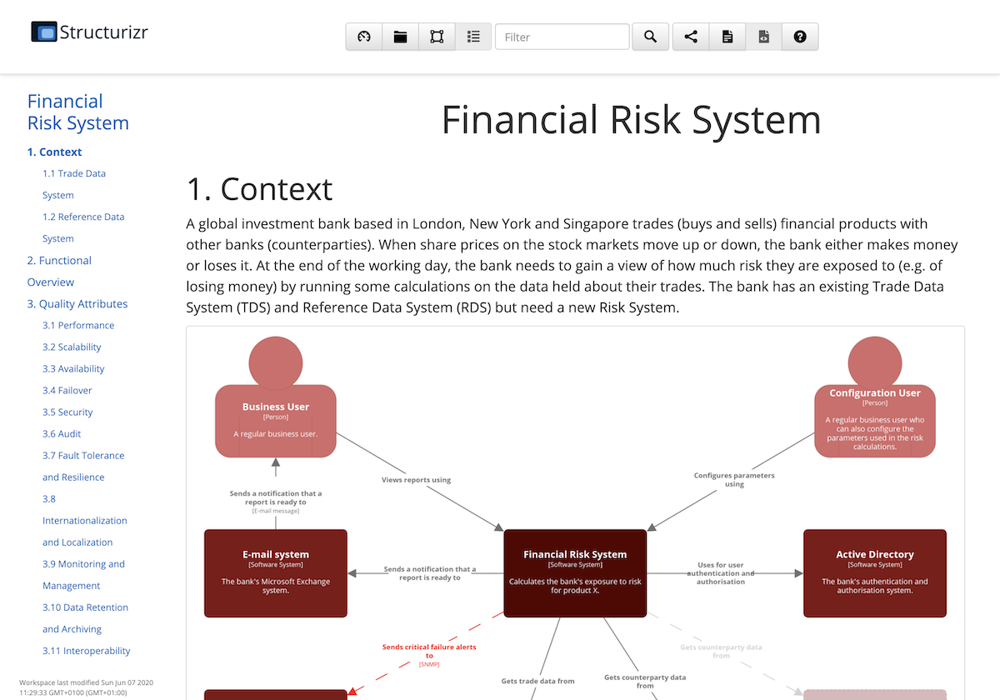 Structurizr
Filter
Financial
Risk System
1. Context
1.1 Trade Data
System
1.2 Reference Data
System
2. Functional
Overview
3. Quality Attributes
3.1 Performance
3.2 Scalability
3.3 Availability
3.4 Failover
3.5 Security
3.6 Audit
3.7 Fault Tolerance
and Resilience
3.8
Internationalization
and Localization
3.9 Monitoring and
Management
3.10 Data Retention
and Archiving
3.11 Interoperability
Workspace last modified Sun Jun 07 2020
11:29:33 GMT+0100 (GMT+01:00)
Financial Risk System
1. Context
A global investment bank based in London, New York and Singapore trades (buys and sells) financial products with
other banks (counterparties). When share prices on the stock markets move up or down, the bank either makes money
or loses it. At the end of the working day, the bank needs to gain a view of how much risk they are exposed to (e.g. of
losing money) by running some calculations on the data held about their trades. The bank has an existing Trade Data
System (TDS) and Reference Data System (RDS) but need a new Risk System.
Business User
[Person]
A regular business user.
Configuration User
[Person]
A regular business user who
can also configure the
parameters used in the risk
calculations.
Views reports using
Configures parameters
using
Sends a notification that a
report is ready to
[E-mail message]
E-mail system
[Software System]
The bank's Microsoft Exchange
system.
Sends a notification that a
report is ready to
Financial Risk System
[Software System]
Calculates the bank's exposure to risk
for product X.
Uses for user
authentication and
authorisation
Active Directory
[Software System]
The bank's authentication and
authorisation system.
Sends critical failure alerts
to
[SNMP]
Gets trade data from
Gets counterparty data
from
Gets counterparty data
from